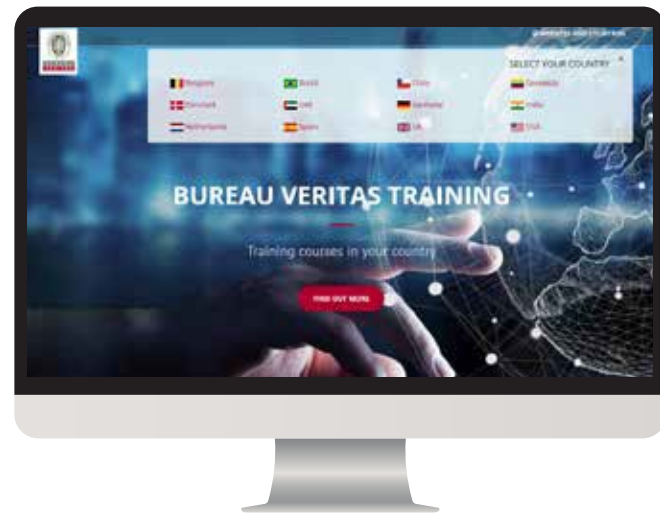 SELECT YOUR COUNTRY ×
Belgium Brazil Chile Colombia
Denmark UAE Germany India
Netherlands Spain UK USA
BUREAU VERITAS TRAINING
Training courses in your country
FIND OUT MORE